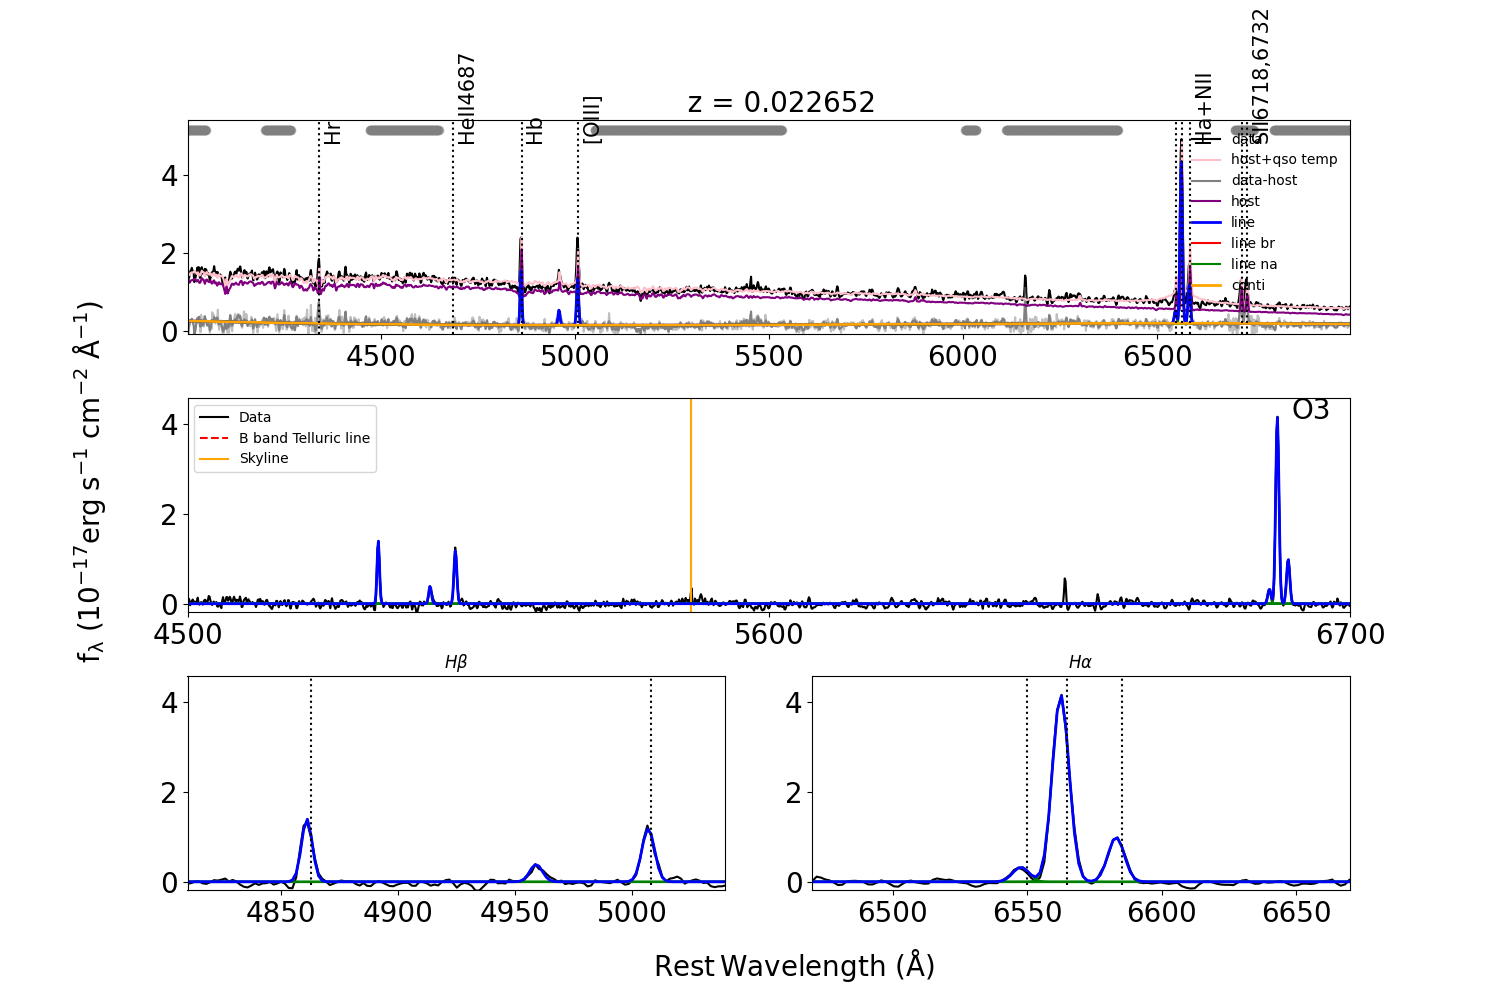 z = 0.022652
Hr
HeII4687
Hb
[OIII]
Ha+NII
SII6718,6732
data
host+qso temp
data-host
host
line
line br
line na
conti
4
2
0
4500
5000
5500
6000
6500
Data
B band Telluric line
Skyline
O3
4
2
0
4500
5600
6700
fλ (10⁻¹⁷erg s⁻¹ cm⁻² Å⁻¹)
Hβ
4
2
0
4850
4900
4950
5000
Hα
4
2
0
6500
6550
6600
6650
Rest Wavelength (Å)